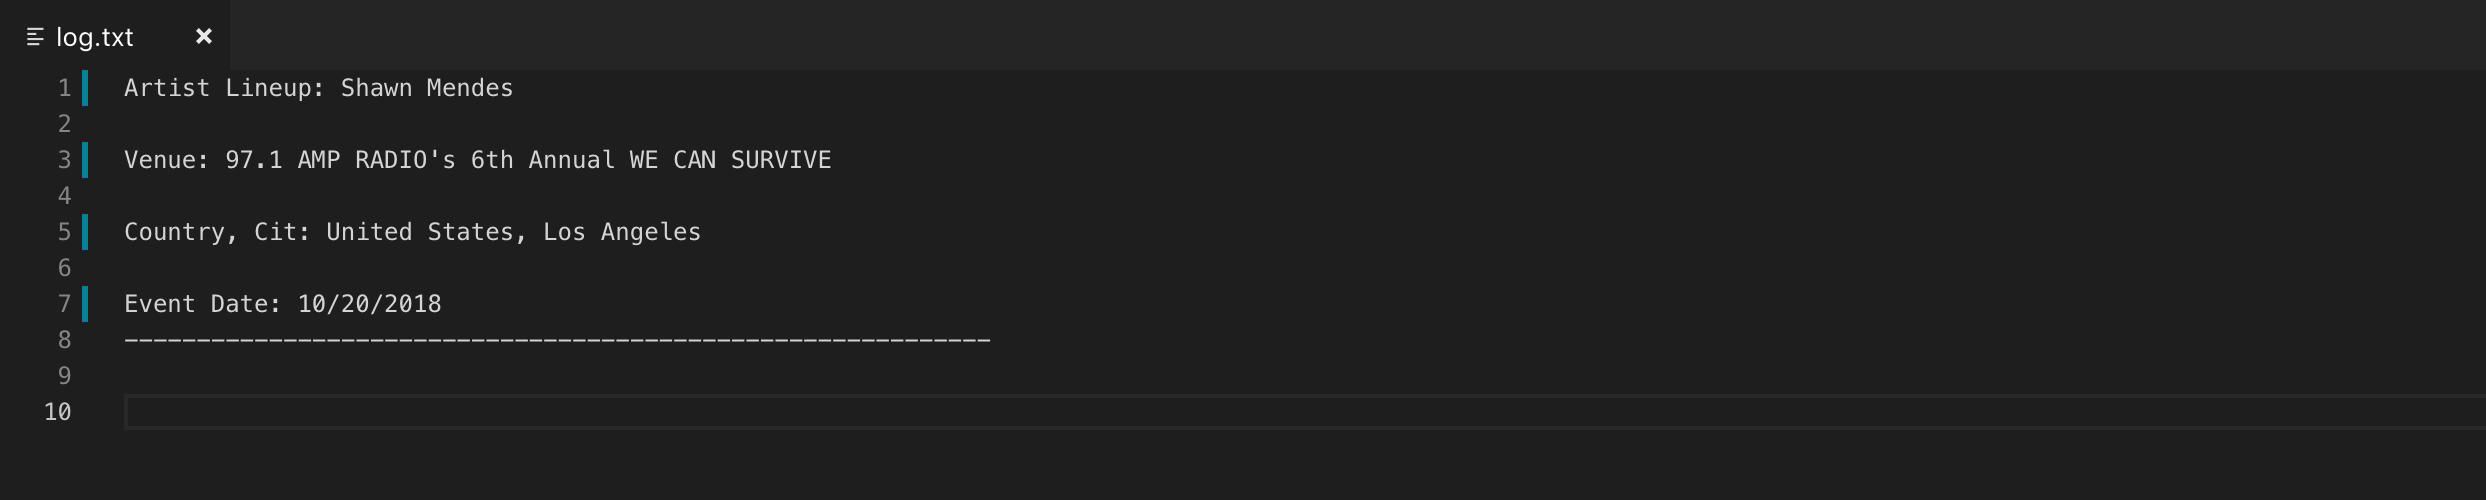 log.txt ×
1 Artist Lineup: Shawn Mendes
2
3 Venue: 97.1 AMP RADIO's 6th Annual WE CAN SURVIVE
4
5 Country, Cit: United States, Los Angeles
6
7 Event Date: 10/20/2018
8 ------------------------------------------------------------
9
10